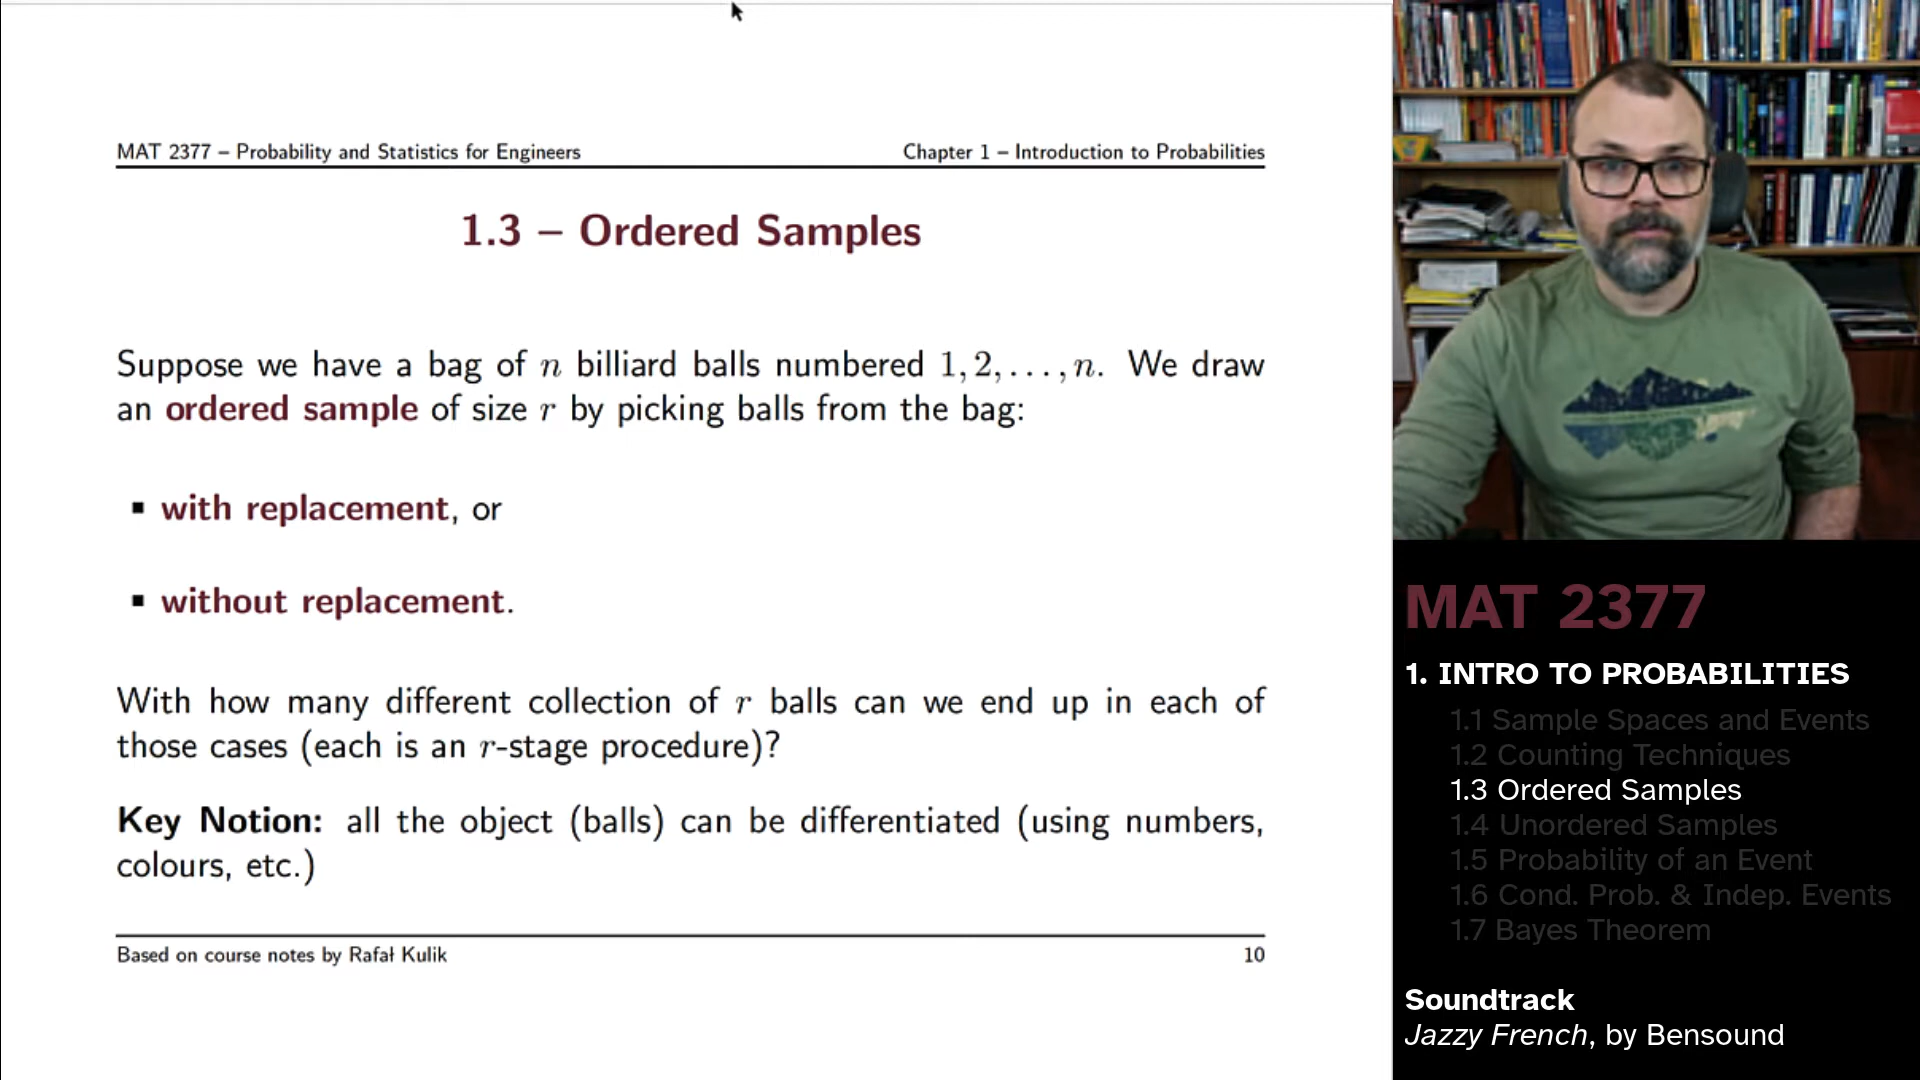 MAT 2377 – Probability and Statistics for Engineers
Chapter 1 – Introduction to Probabilities
1.3 – Ordered Samples
Suppose we have a bag of n billiard balls numbered 1, 2, . . . , n. We draw
an ordered sample of size r by picking balls from the bag:
▪ with replacement, or
▪ without replacement.
With how many different collection of r balls can we end up in each of
those cases (each is an r-stage procedure)?
Key Notion: all the object (balls) can be differentiated (using numbers,
colours, etc.)
Based on course notes by Rafał Kulik
10
MAT 2377
1. INTRO TO PROBABILITIES
1.1 Sample Spaces and Events
1.2 Counting Techniques
1.3 Ordered Samples
1.4 Unordered Samples
1.5 Probability of an Event
1.6 Cond. Prob. & Indep. Events
1.7 Bayes Theorem
Soundtrack
Jazzy French, by Bensound